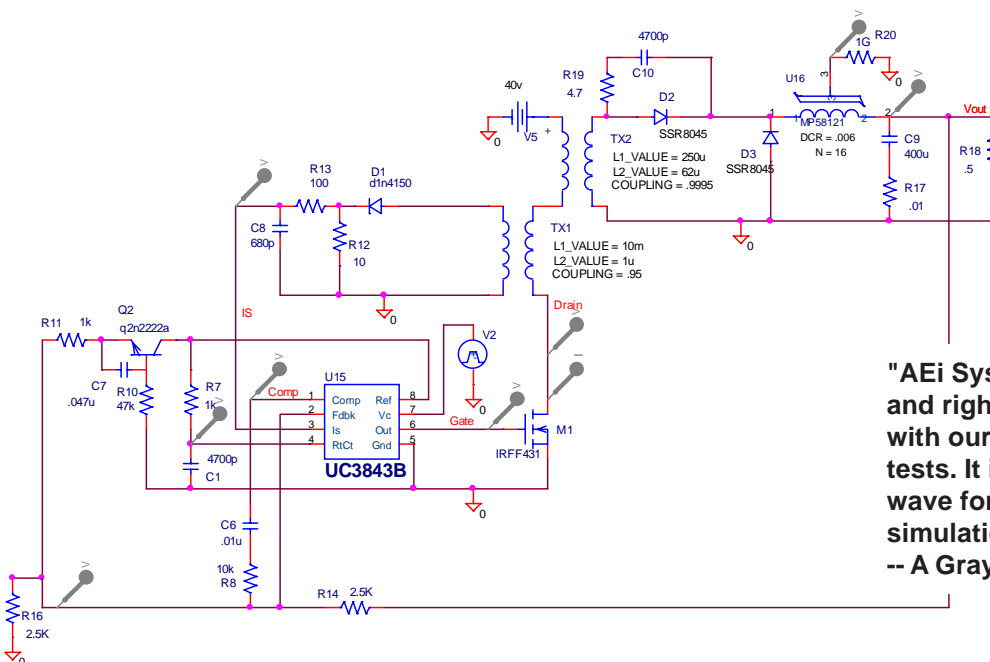 V
4700p
C10
R19
4.7
D2
SSR8045
V
1G
R20
0
U16
3
3
1
1
2
2
MP58121
DCR = .006
N = 16
V
Vout
C9
400u
R17
.01
R18
.5
D3
SSR8045
0
40v
V5
+
0
TX2
L1_VALUE = 250u
L2_VALUE = 62u
COUPLING = .9995
V
R13
100
D1
d1n4150
C8
680p
R12
10
0
TX1
L1_VALUE = 10m
L2_VALUE = 1u
COUPLING = .95
Drain
IS
R11
1k
Q2
q2n2222a
C7
.047u
R10
47k
R7
1k
V
4700p
C1
V
Comp
U15
1
2
3
4
Comp
Fdbk
Is
RtCt
Ref
Vc
Out
Gnd
8
7
6
5
UC3843B
V2
0
Gate
V
V
I
M1
IRFF431
0
C6
.01u
10k
R8
R14
2.5K
V
R16
2.5K
0
"AEi Sys
and righ
with our
tests. It i
wave for
simulati
-- A Gray